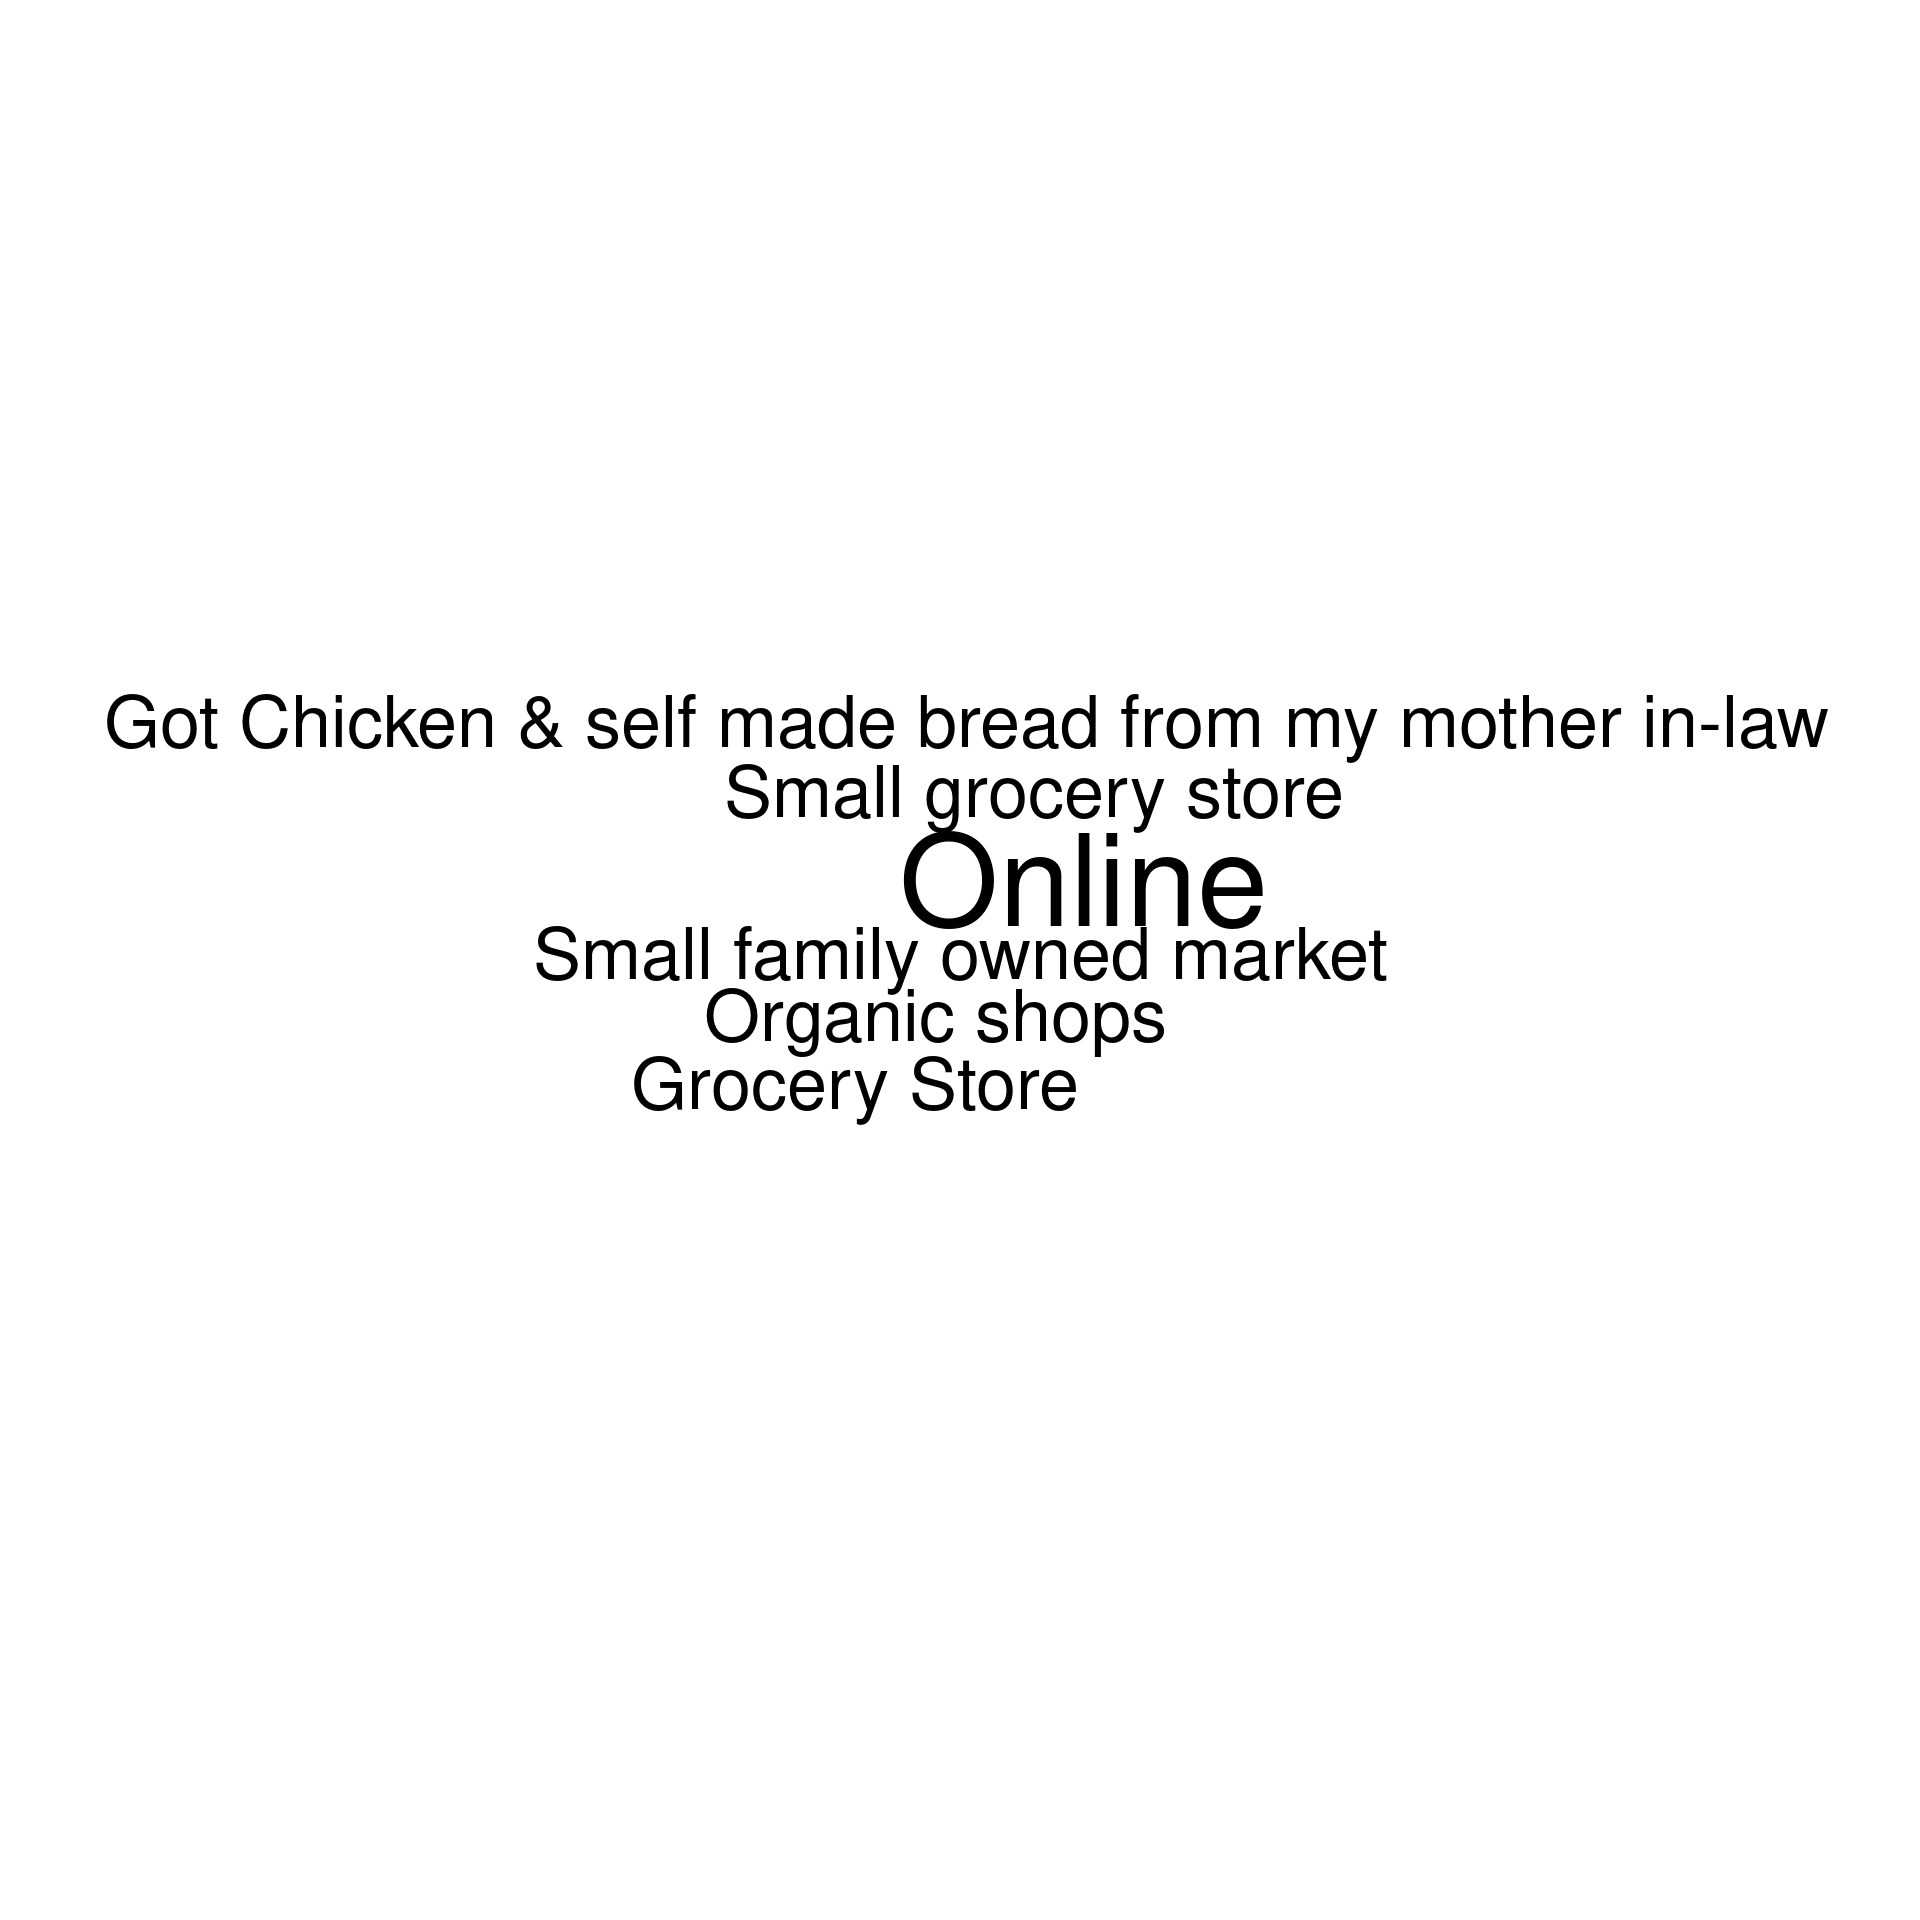 Got Chicken & self made bread from my mother in-law
Small grocery store
Online
Small family owned market
Organic shops
Grocery Store